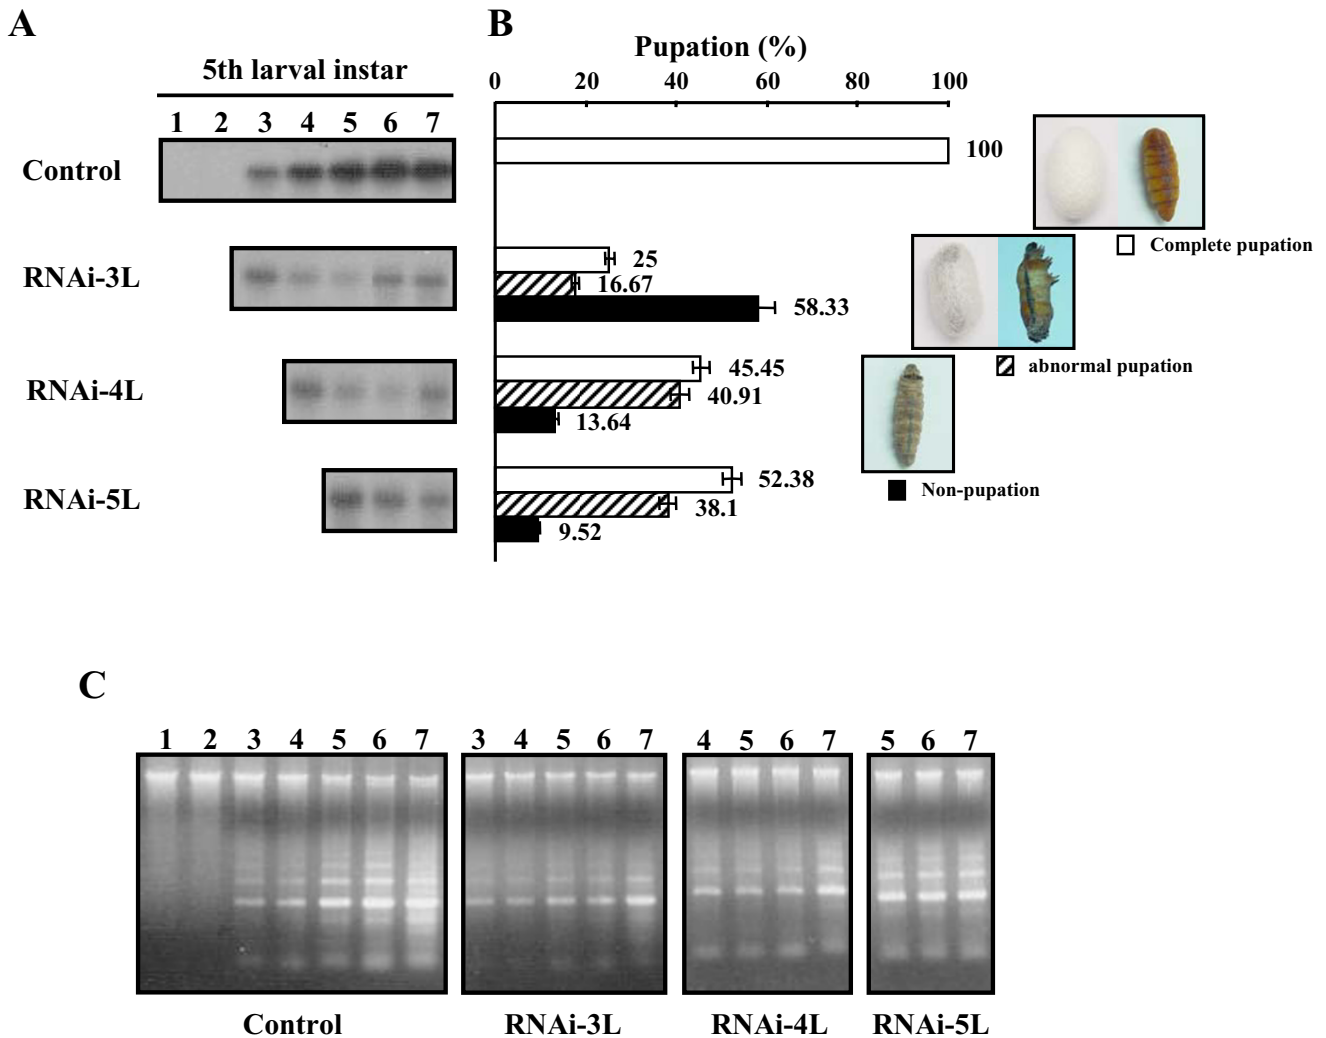 A
B
Pupation (%)
5th larval instar
0 20 40 60 80 100
1 2 3 4 5 6 7
Control
100
Complete pupation
RNAi-3L
25
16.67
58.33
abnormal pupation
RNAi-4L
45.45
40.91
13.64
RNAi-5L
52.38
38.1
9.52
Non-pupation
C
1 2 3 4 5 6 7
3 4 5 6 7
4 5 6 7
5 6 7
Control
RNAi-3L
RNAi-4L
RNAi-5L